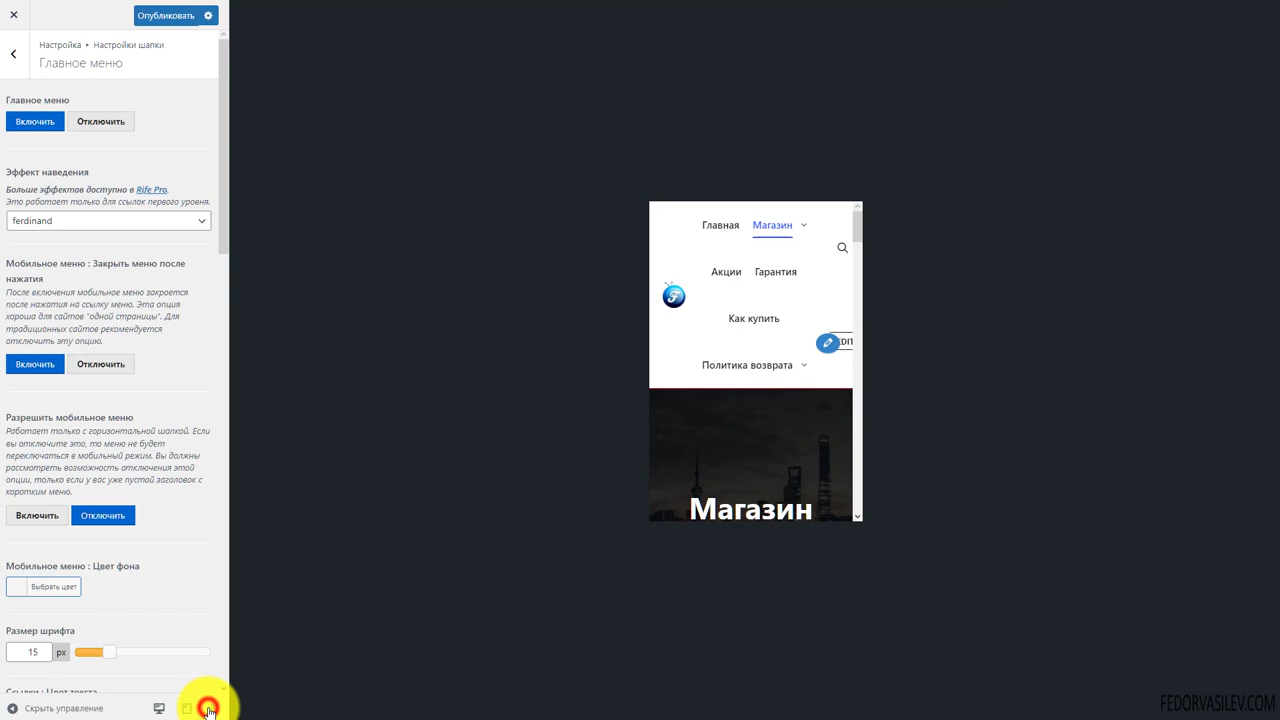 Опубликовать
Настройка ▸ Настройки шапки
Главное меню
Главное меню
Включить
Отключить
Эффект наведения
Больше эффектов доступно в Rife Pro.
Это работает только для ссылок первого уровня.
ferdinand
Мобильное меню : Закрыть меню после
нажатия
После включения мобильное меню закроется
после нажатия на ссылку меню. Эта опция
хороша для сайтов "одной страницы". Для
традиционных сайтов рекомендуется
отключить эту опцию.
Включить
Отключить
Разрешить мобильное меню
Работает только с горизонтальной шапкой. Если
вы отключите это, то меню не будет
переключаться в мобильный режим. Вы должны
рассмотреть возможность отключения этой
опции, только если у вас уже пустой заголовок с
коротким меню.
Включить
Отключить
Мобильное меню : Цвет фона
Выбрать цвет
Размер шрифта
15
px
Ссылки : Цвет текста
Скрыть управление
Главная
Магазин
Акции
Гарантия
Как купить
EDIT
Политика возврата
Магазин
FEDORVASILEV.COM